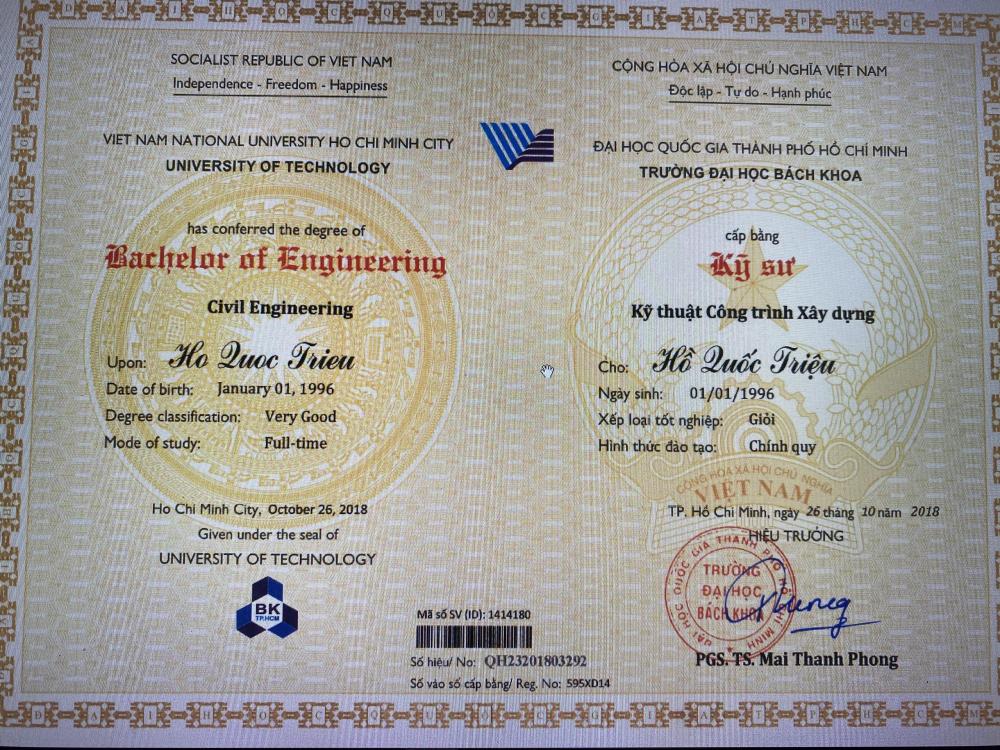 SOCIALIST REPUBLIC OF VIET NAM
Independence - Freedom - Happiness
VIET NAM NATIONAL UNIVERSITY HO CHI MINH CITY
UNIVERSITY OF TECHNOLOGY
has conferred the degree of
Bachelor of Engineering
Civil Engineering
Upon: Ho Quoc Trieu
Date of birth: January 01, 1996
Degree classification: Very Good
Mode of study: Full-time
Ho Chi Minh City, October 26, 2018
Given under the seal of
UNIVERSITY OF TECHNOLOGY
BK
TP.HCM
CỘNG HÒA XÃ HỘI CHỦ NGHĨA VIỆT NAM
Độc lập - Tự do - Hạnh phúc
ĐẠI HỌC QUỐC GIA THÀNH PHỐ HỒ CHÍ MINH
TRƯỜNG ĐẠI HỌC BÁCH KHOA
cấp bằng
Kỹ sư
Kỹ thuật Công trình Xây dựng
Cho: Hồ Quốc Triệu
Ngày sinh: 01/01/1996
Xếp loại tốt nghiệp: Giỏi
Hình thức đào tạo: Chính quy
CỘNG HÒA XÃ HỘI CHỦ NGHĨA
VIỆT NAM
TP. Hồ Chí Minh, ngày 26 tháng 10 năm 2018
HIỆU TRƯỞNG
ĐẠI HỌC QUỐC GIA THÀNH PHỐ HỒ CHÍ MINH
TRƯỜNG
ĐẠI HỌC
BÁCH KHOA
PGS. TS. Mai Thanh Phong
Mã số SV (ID): 1414180
Số hiệu/ No: QH23201803292
Số vào sổ cấp bằng/ Reg. No: 595XD14